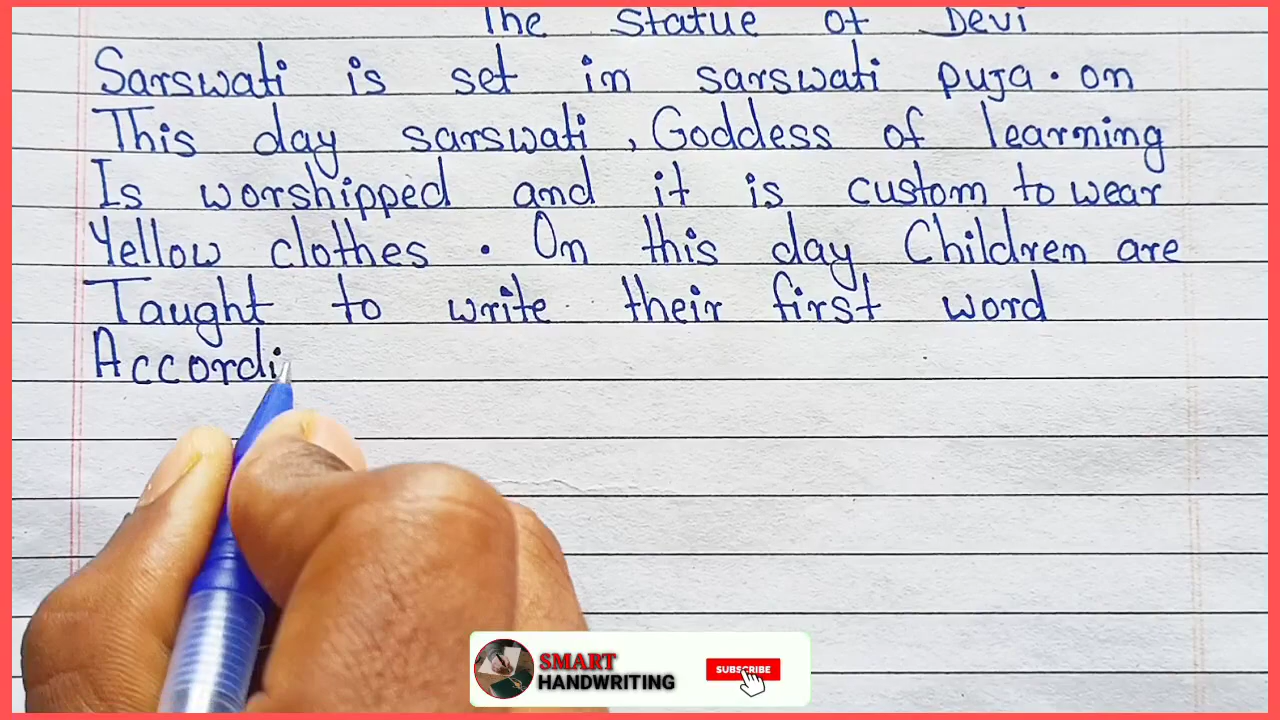 The Statue of Devi
Sarswati is set in sarswati puja. on
This day sarswati, Goddess of learning
Is worshipped and it is custom to wear
Yellow clothes. On this day Children are
Taught to write their first word
Accordi
SMART
HANDWRITING
SUBSCRIBE